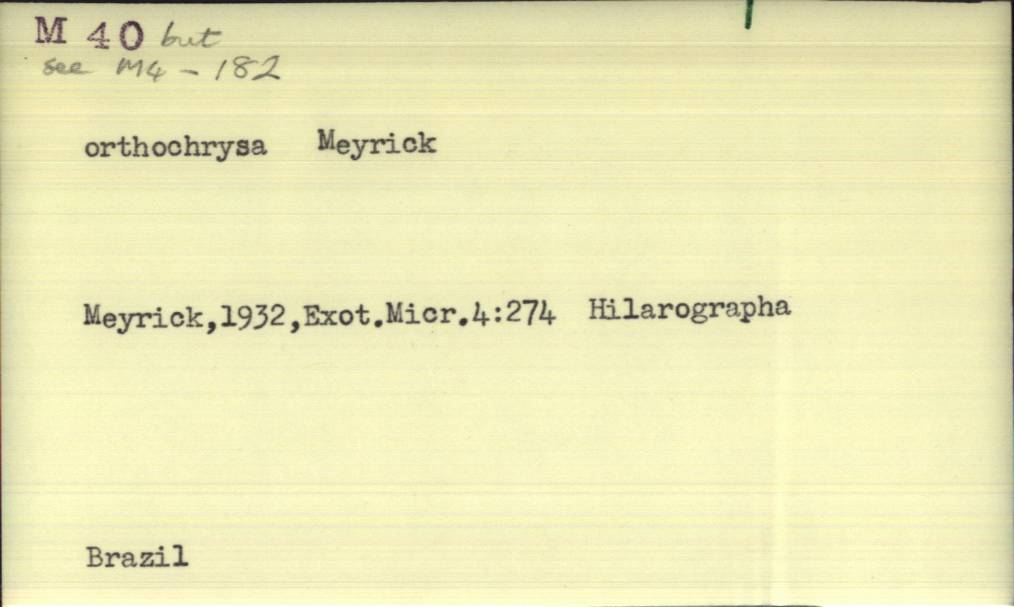 M 40 but
see M4 - 182
orthochrysa Meyrick
Meyrick,1932,Exot.Micr.4:274 Hilarographa
Brazil